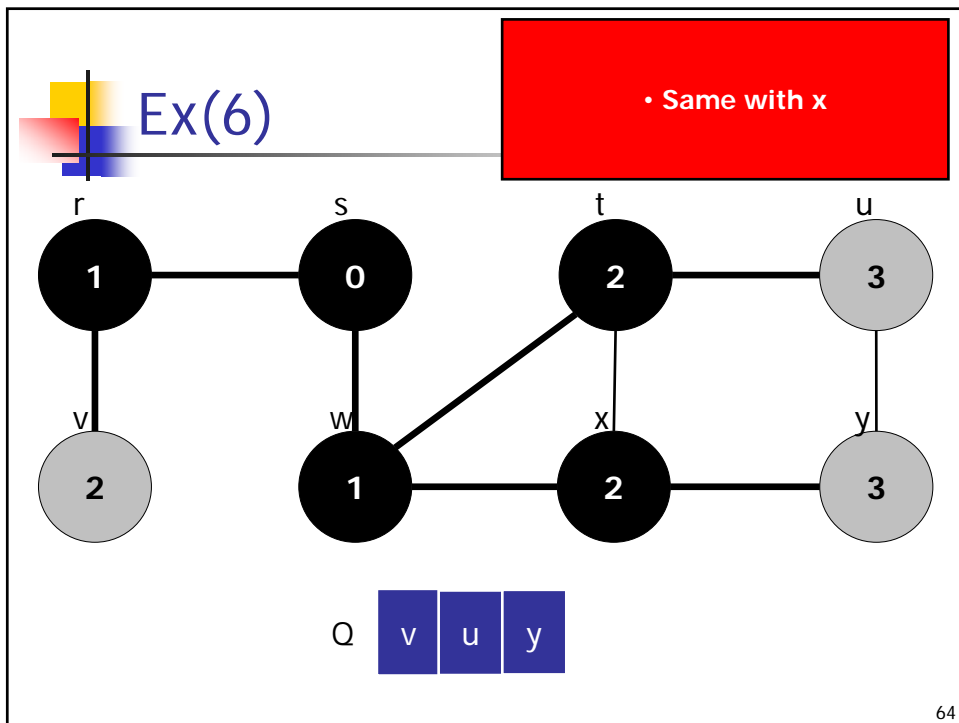 Ex(6)
• Same with x
r s t u
1 0 2 3
v w x y
2 1 2 3
Q v u y
64